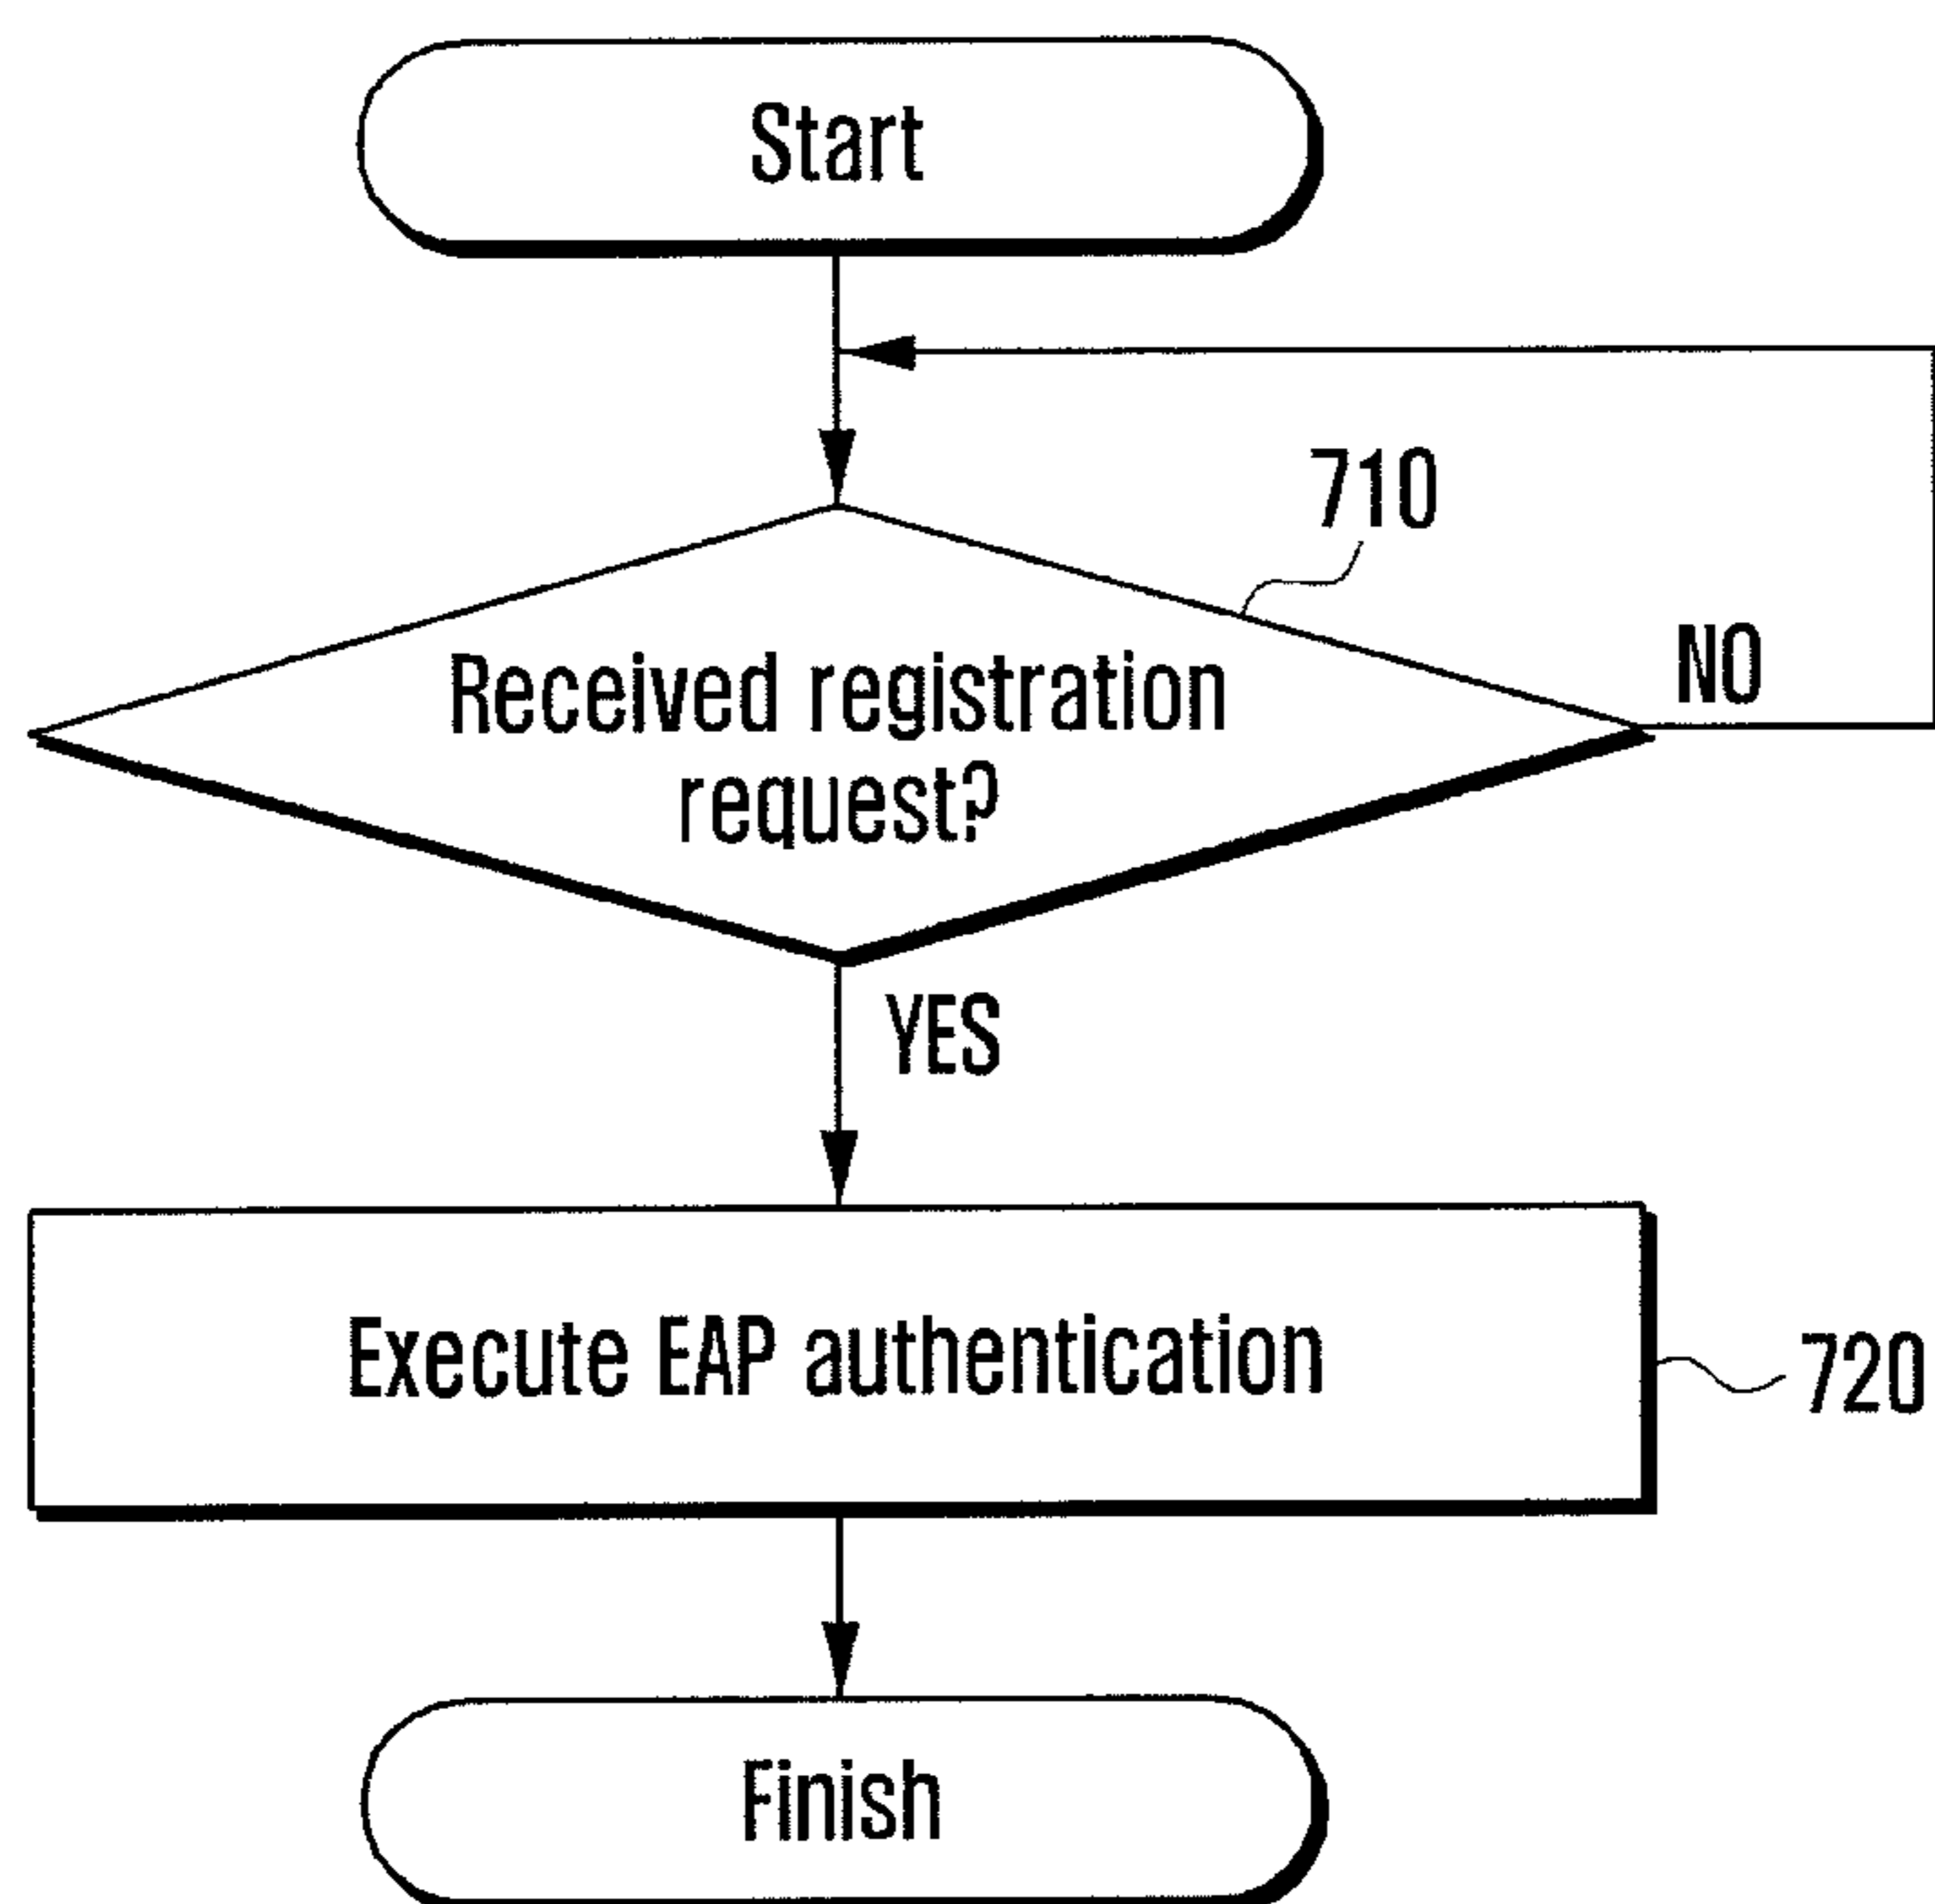 Start
710
NO
Received registration
request?
YES
Execute EAP authentication
720
Finish